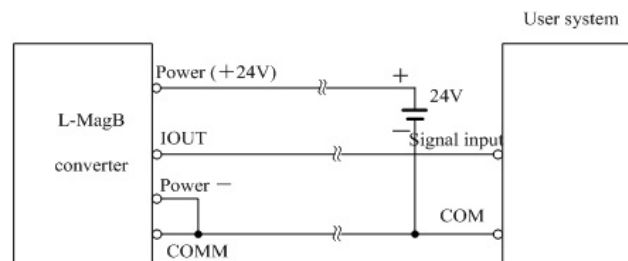 User system
Power (+24V)
+
24V
L-MagB
converter
IOUT
−
Signal input
Power −
COM
COMM